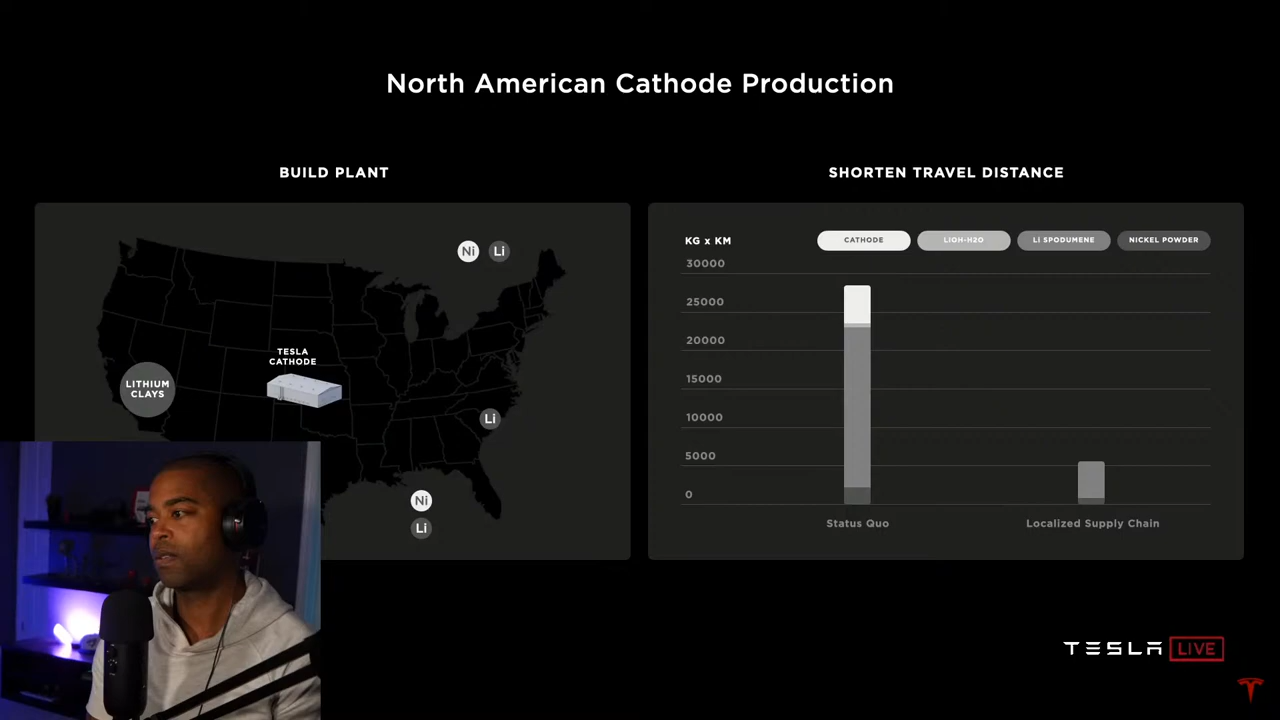 North American Cathode Production
BUILD PLANT
Ni
Li
TESLA
CATHODE
LITHIUM
CLAYS
Li
Ni
Li
SHORTEN TRAVEL DISTANCE
KG x KM
CATHODE
LIOH-H2O
Li SPODUMENE
NICKEL POWDER
30000
25000
20000
15000
10000
5000
0
Status Quo
Localized Supply Chain
TESLA LIVE